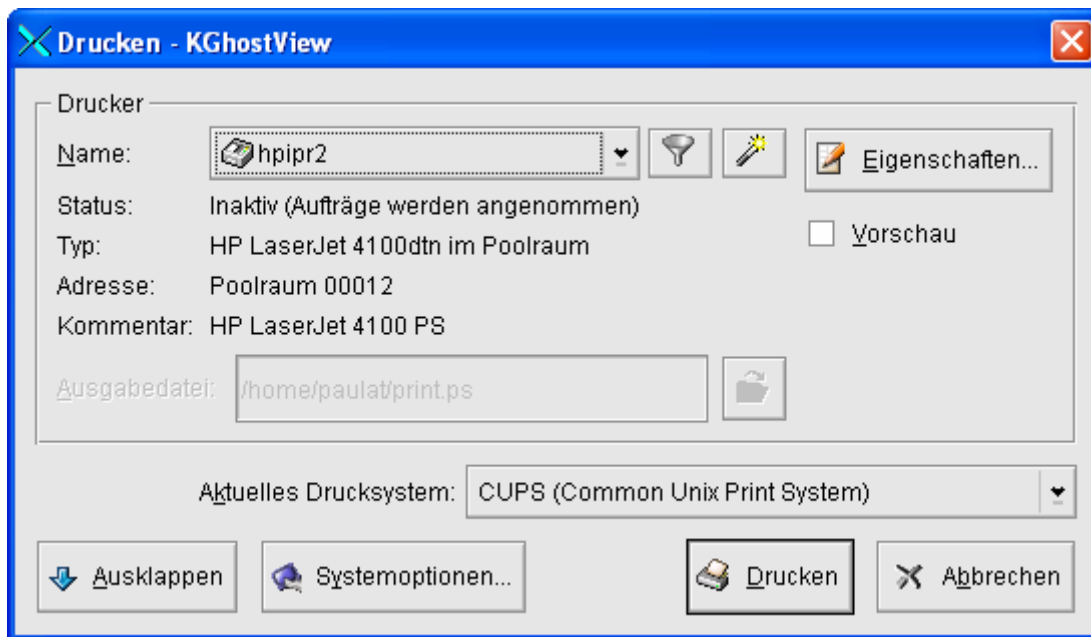 Drucken - KGhostView
Drucker
Name: hpipr2 Eigenschaften...
Status: Inaktiv (Aufträge werden angenommen)
Vorschau
Typ: HP LaserJet 4100dtn im Poolraum
Adresse: Poolraum 00012
Kommentar: HP LaserJet 4100 PS
Ausgabedatei: /home/paulat/print.ps
Aktuelles Drucksystem: CUPS (Common Unix Print System)
Ausklappen Systemoptionen... Drucken Abbrechen